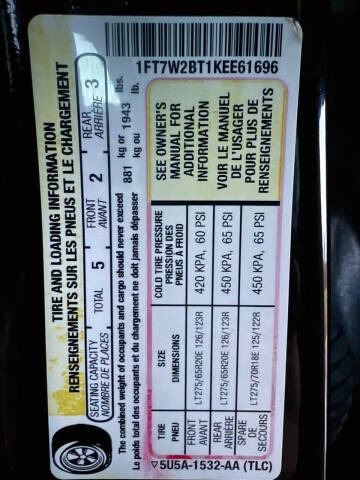 1FT7W2BT1KEE61696
TIRE AND LOADING INFORMATION
RENSEIGNEMENTS SUR LES PNEUS ET LE CHARGEMENT
SEATING CAPACITY
NOMBRE DE PLACES
TOTAL 5
FRONT
AVANT 2
REAR
ARRIÈRE 3
The combined weight of occupants and cargo should never exceed
Le poids total des occupants et du chargement ne doit jamais dépasser
881 kg or 1943 lbs.
kg ou lb.
TIRE
PNEU
SIZE
DIMENSIONS
COLD TIRE PRESSURE
PRESSION DES
PNEUS À FROID
FRONT
AVANT
LT275/65R20E 126/123R
420 KPA, 60 PSI
REAR
ARRIERE
LT275/65R20E 126/123R
450 KPA, 65 PSI
SPARE
DE
SECOURS
LT275/70R18E 125/122R
450 KPA, 65 PSI
SEE OWNER'S
MANUAL FOR
ADDITIONAL
INFORMATION
VOIR LE MANUEL
DE L'USAGER
POUR PLUS DE
RENSEIGNEMENTS
▽5U5A-1532-AA (TLC)